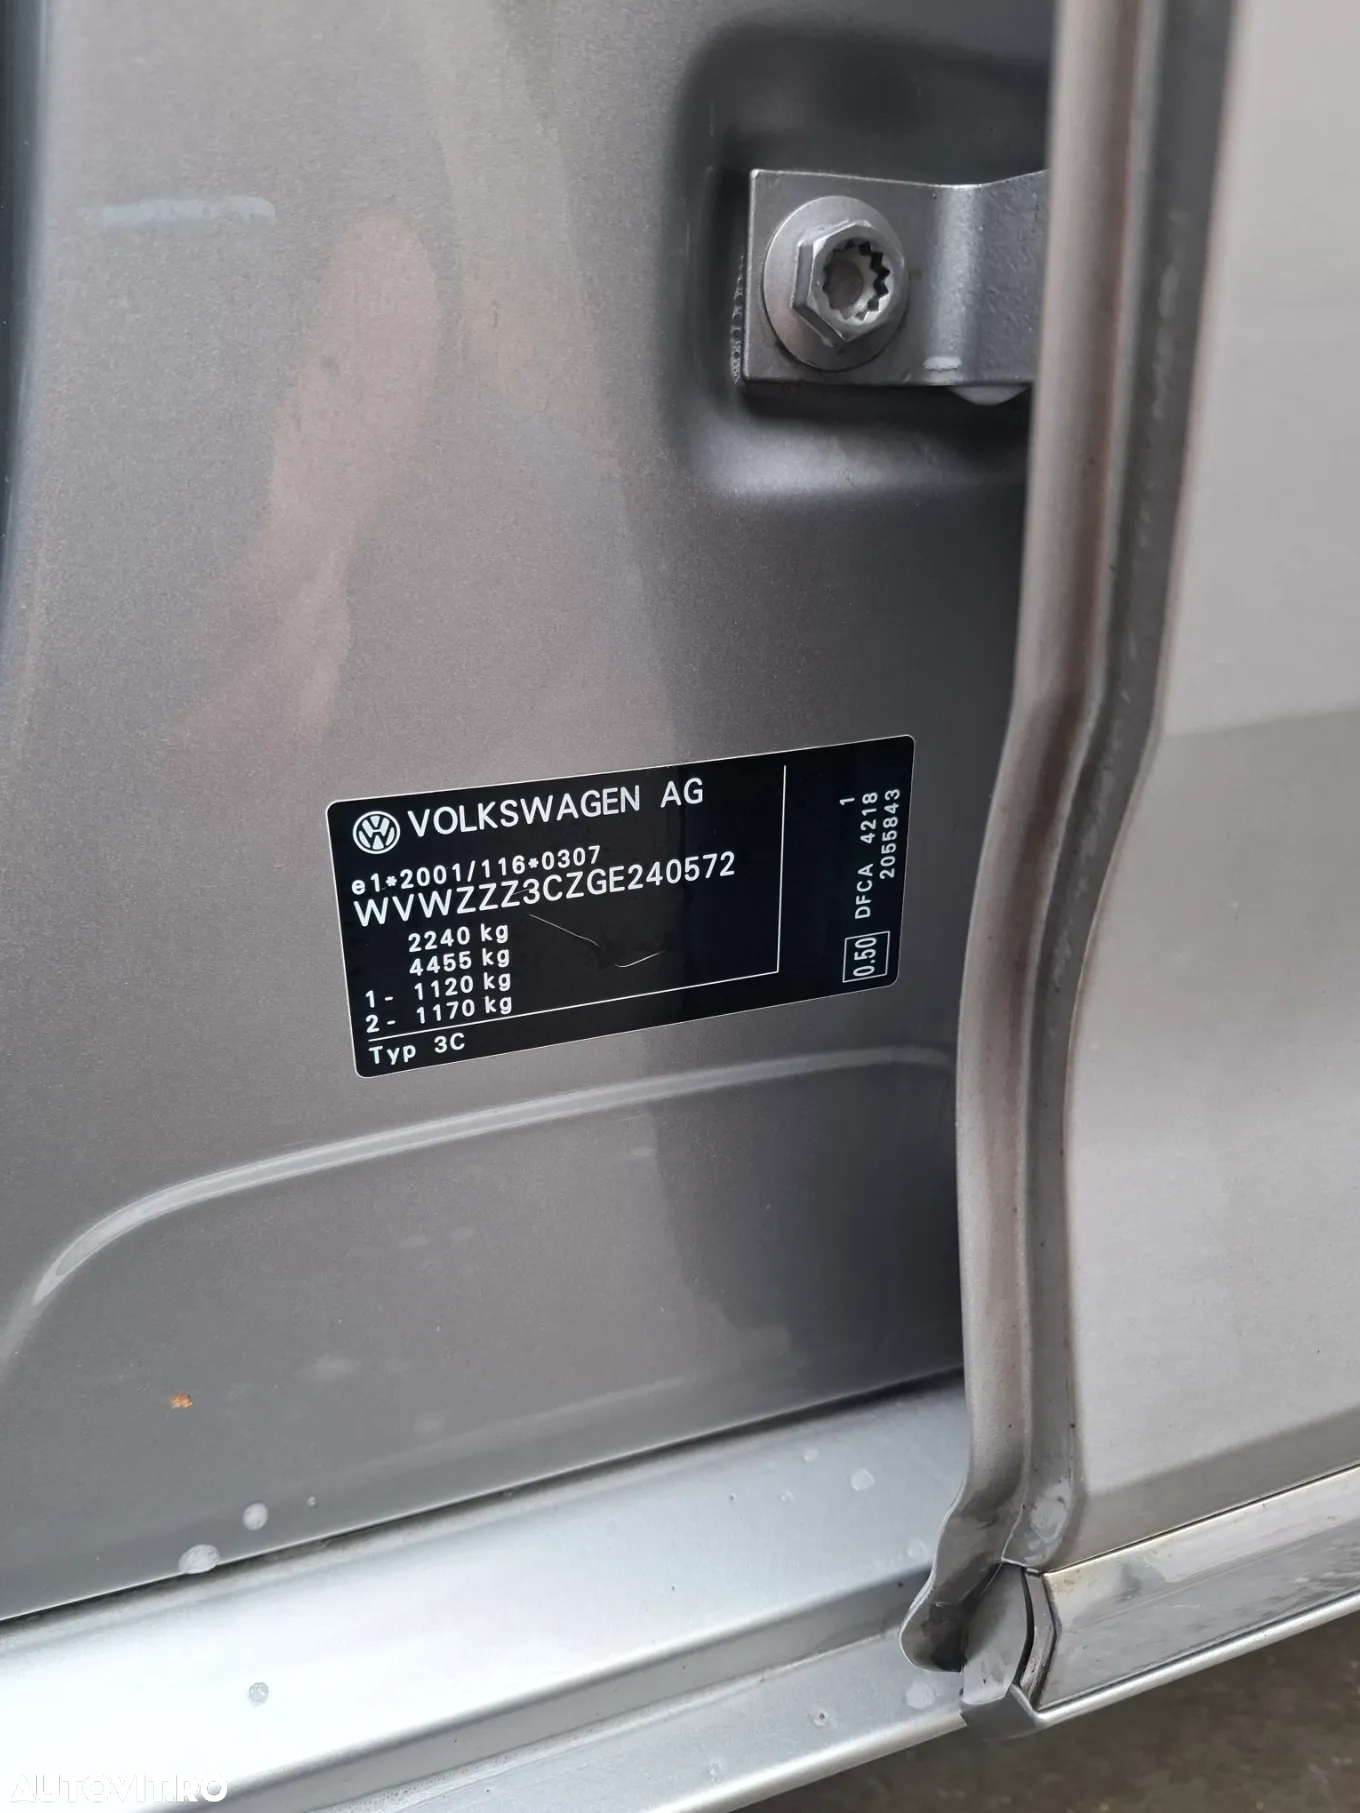 VOLKSWAGEN AG
e1*2001/116*0307
WVWZZZ3CZGE240572
2240 kg
4455 kg
1 - 1120 kg
2 - 1170 kg
Typ 3C
1
DFCA 4218
2055843
0.50
AUTOVIT.RO